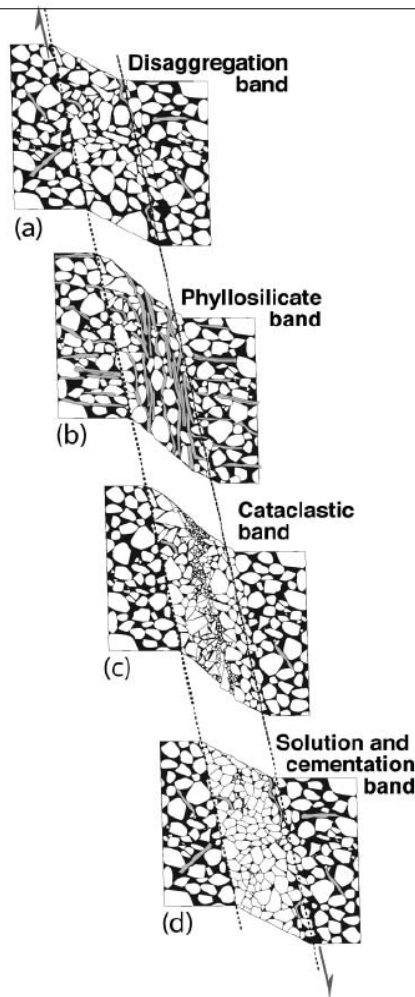 Disaggregation
band
(a)
Phyllosilicate
band
(b)
Cataclastic
band
(c)
Solution and
cementation
band
(d)